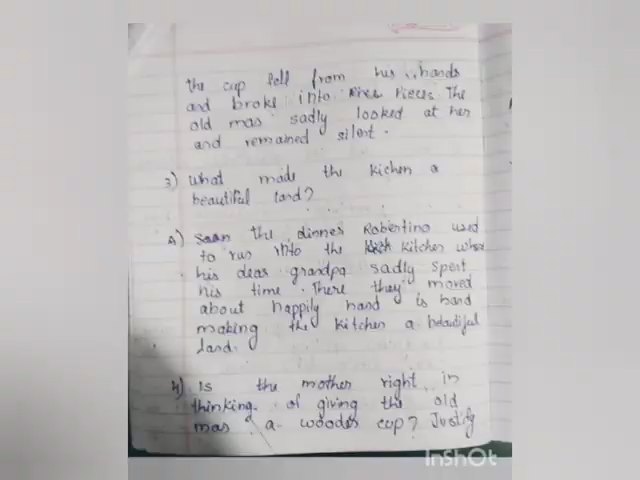 the cup fell from his hands
and broke into pieces The
old man sadly looked at her
and remained silent.
3) What made the kichen a
beautiful land?
A) Soon the dinner Robertino used
to run into the kitchen where
his dear grandpa sadly spent
his time. There they moved
about happily hand in hand
making the kitchen a beautiful
land.
4) Is the mother right in
thinking of giving the old
man a wooden cup? Justify
InShOt